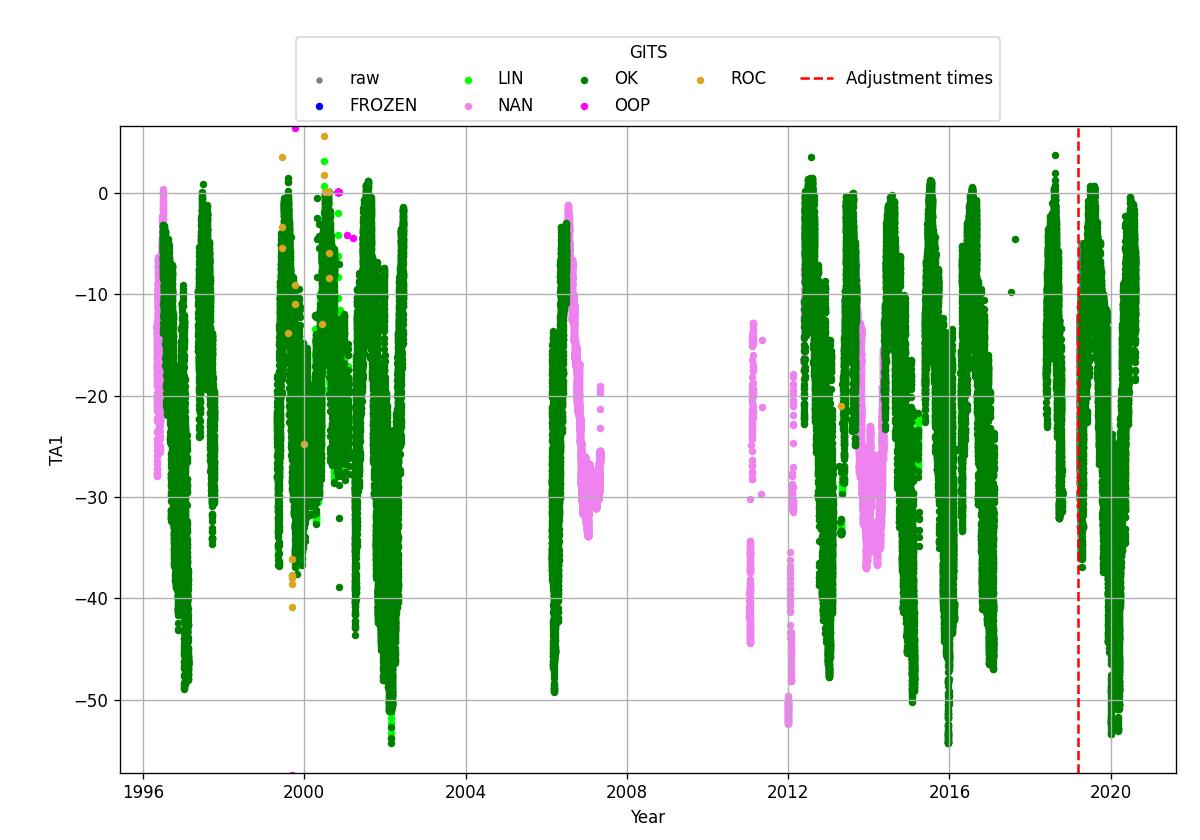 GITS
raw LIN OK ROC Adjustment times
FROZEN NAN OOP
0
−10
−20
−30
−40
−50
TA1
1996 2000 2004 2008 2012 2016 2020
Year